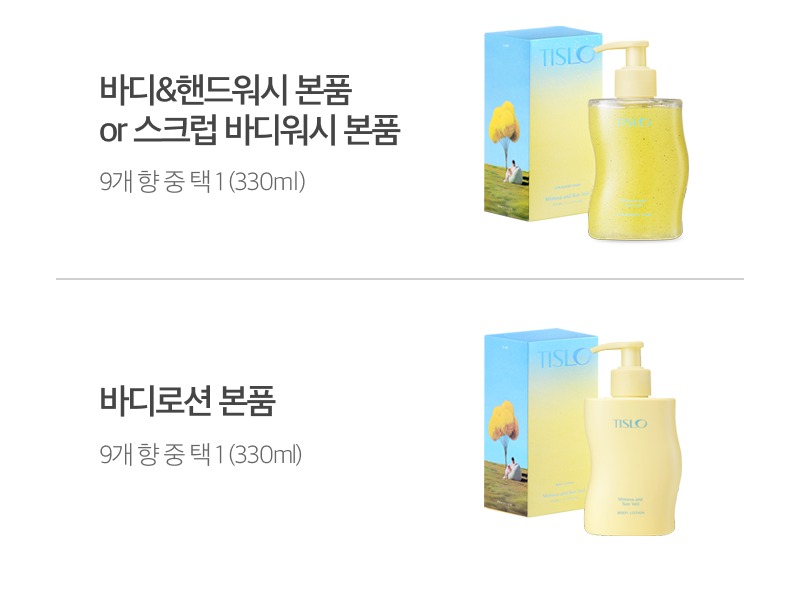 바디&핸드워시 본품
or 스크럽 바디워시 본품
9개 향 중 택 1 (330ml)
TISLO
바디로션 본품
9개 향 중 택 1 (330ml)
TISLO
TISLO
BODY LOTION